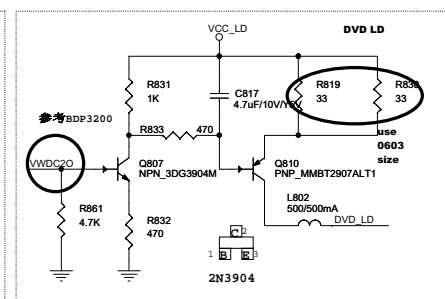 VCC_LD
DVD LD
R831
1K
C817
4.7uF/10V/Y5V
R819
33
R830
33
参考BDP3200
R833
470
use
0603
size
VWDC2O
Q807
NPN_3DG3904M
Q810
PNP_MMBT2907ALT1
R861
4.7K
R832
470
L802
500/500mA
DVD_LD
C
2
1
B
E
3
2N3904